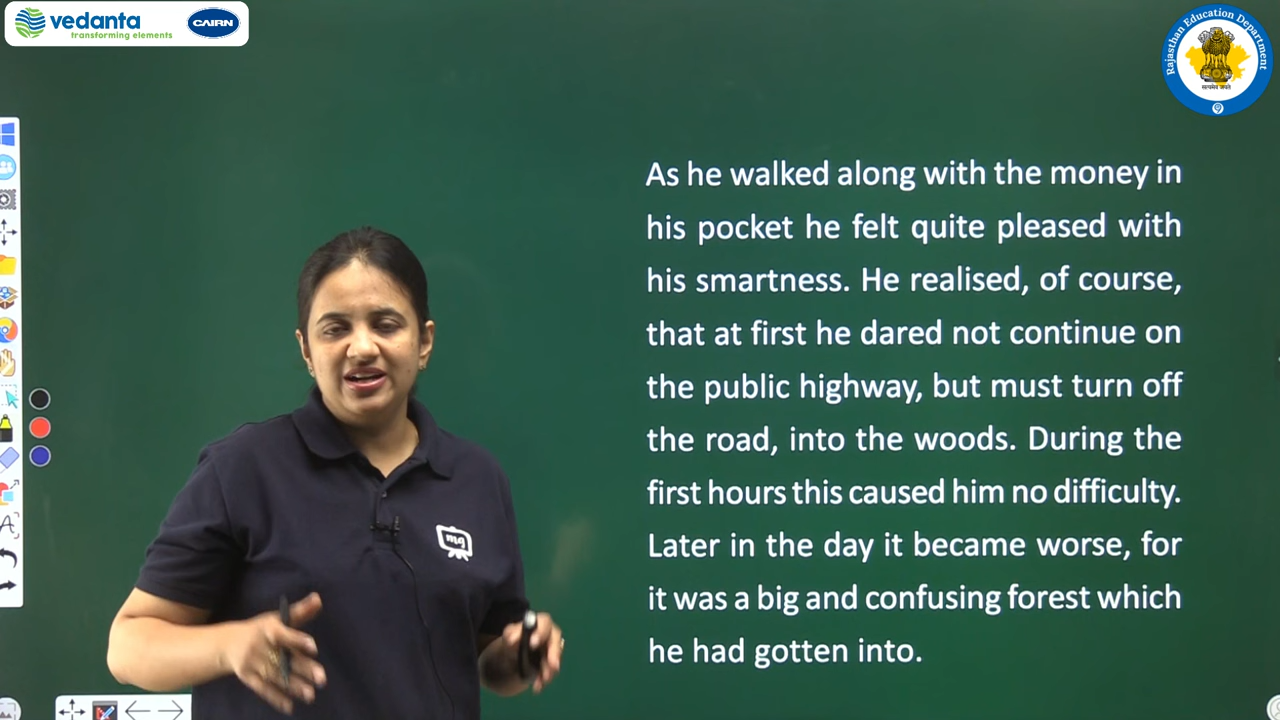 vedanta
transforming elements
CAIRN
Rajasthan Education Department
सत्यमेव जयते
As he walked along with the money in
his pocket he felt quite pleased with
his smartness. He realised, of course,
that at first he dared not continue on
the public highway, but must turn off
the road, into the woods. During the
first hours this caused him no difficulty.
Later in the day it became worse, for
it was a big and confusing forest which
he had gotten into.